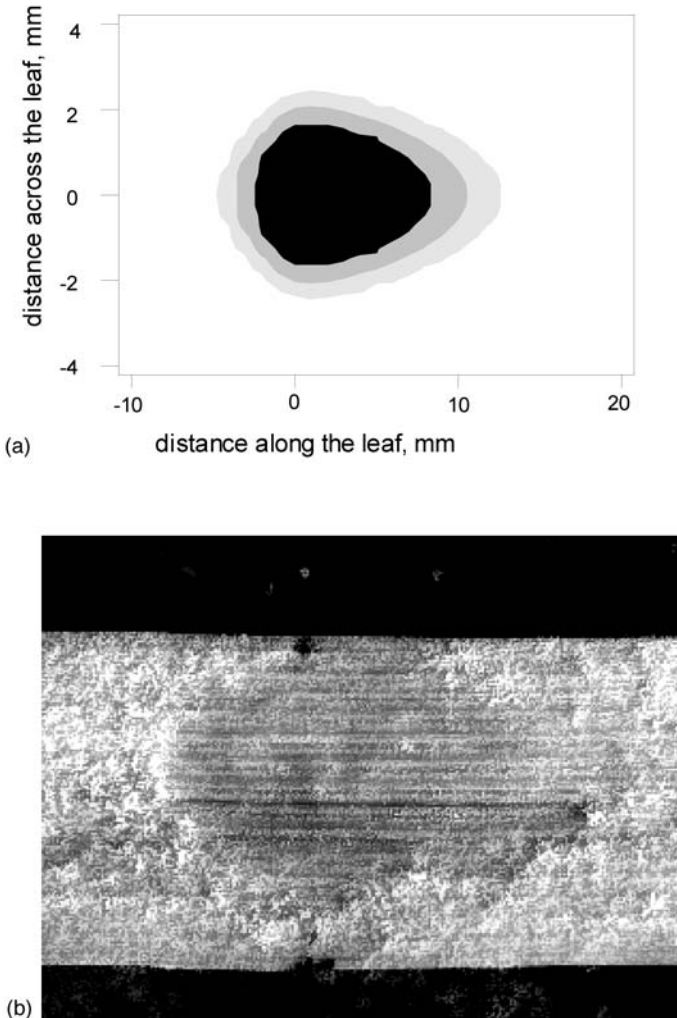 distance across the leaf, mm
4
2
0
-2
-4
-10 0 10 20
(a) distance along the leaf, mm
(b)